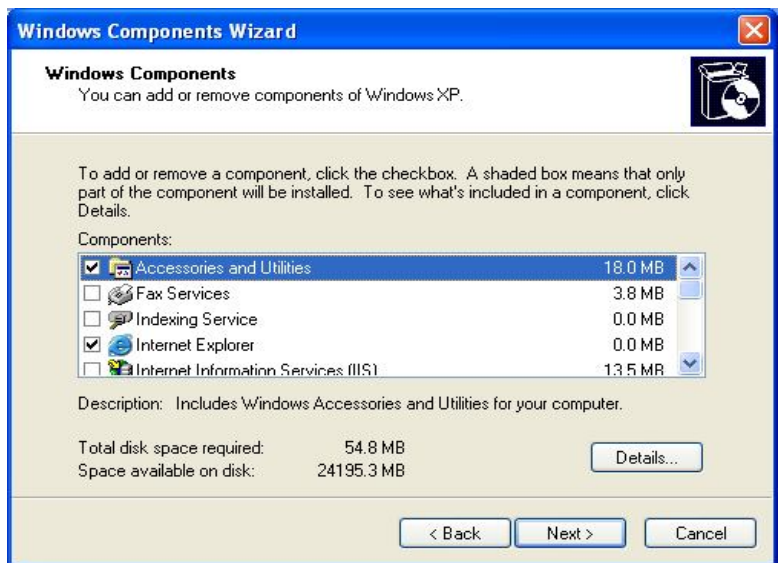 Windows Components Wizard
Windows Components
You can add or remove components of Windows XP.
To add or remove a component, click the checkbox. A shaded box means that only
part of the component will be installed. To see what's included in a component, click
Details.
Components:
Accessories and Utilities 18.0 MB
Fax Services 3.8 MB
Indexing Service 0.0 MB
Internet Explorer 0.0 MB
Internet Information Services (IIS) 13.5 MB
Description: Includes Windows Accessories and Utilities for your computer.
Total disk space required: 54.8 MB
Space available on disk: 24195.3 MB
Details...
< Back Next > Cancel